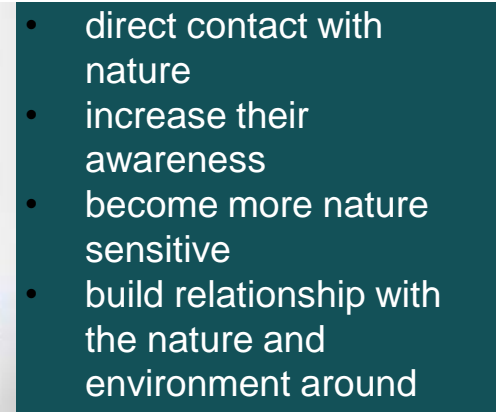 • direct contact with
nature
• increase their
awareness
• become more nature
sensitive
• build relationship with
the nature and
environment around